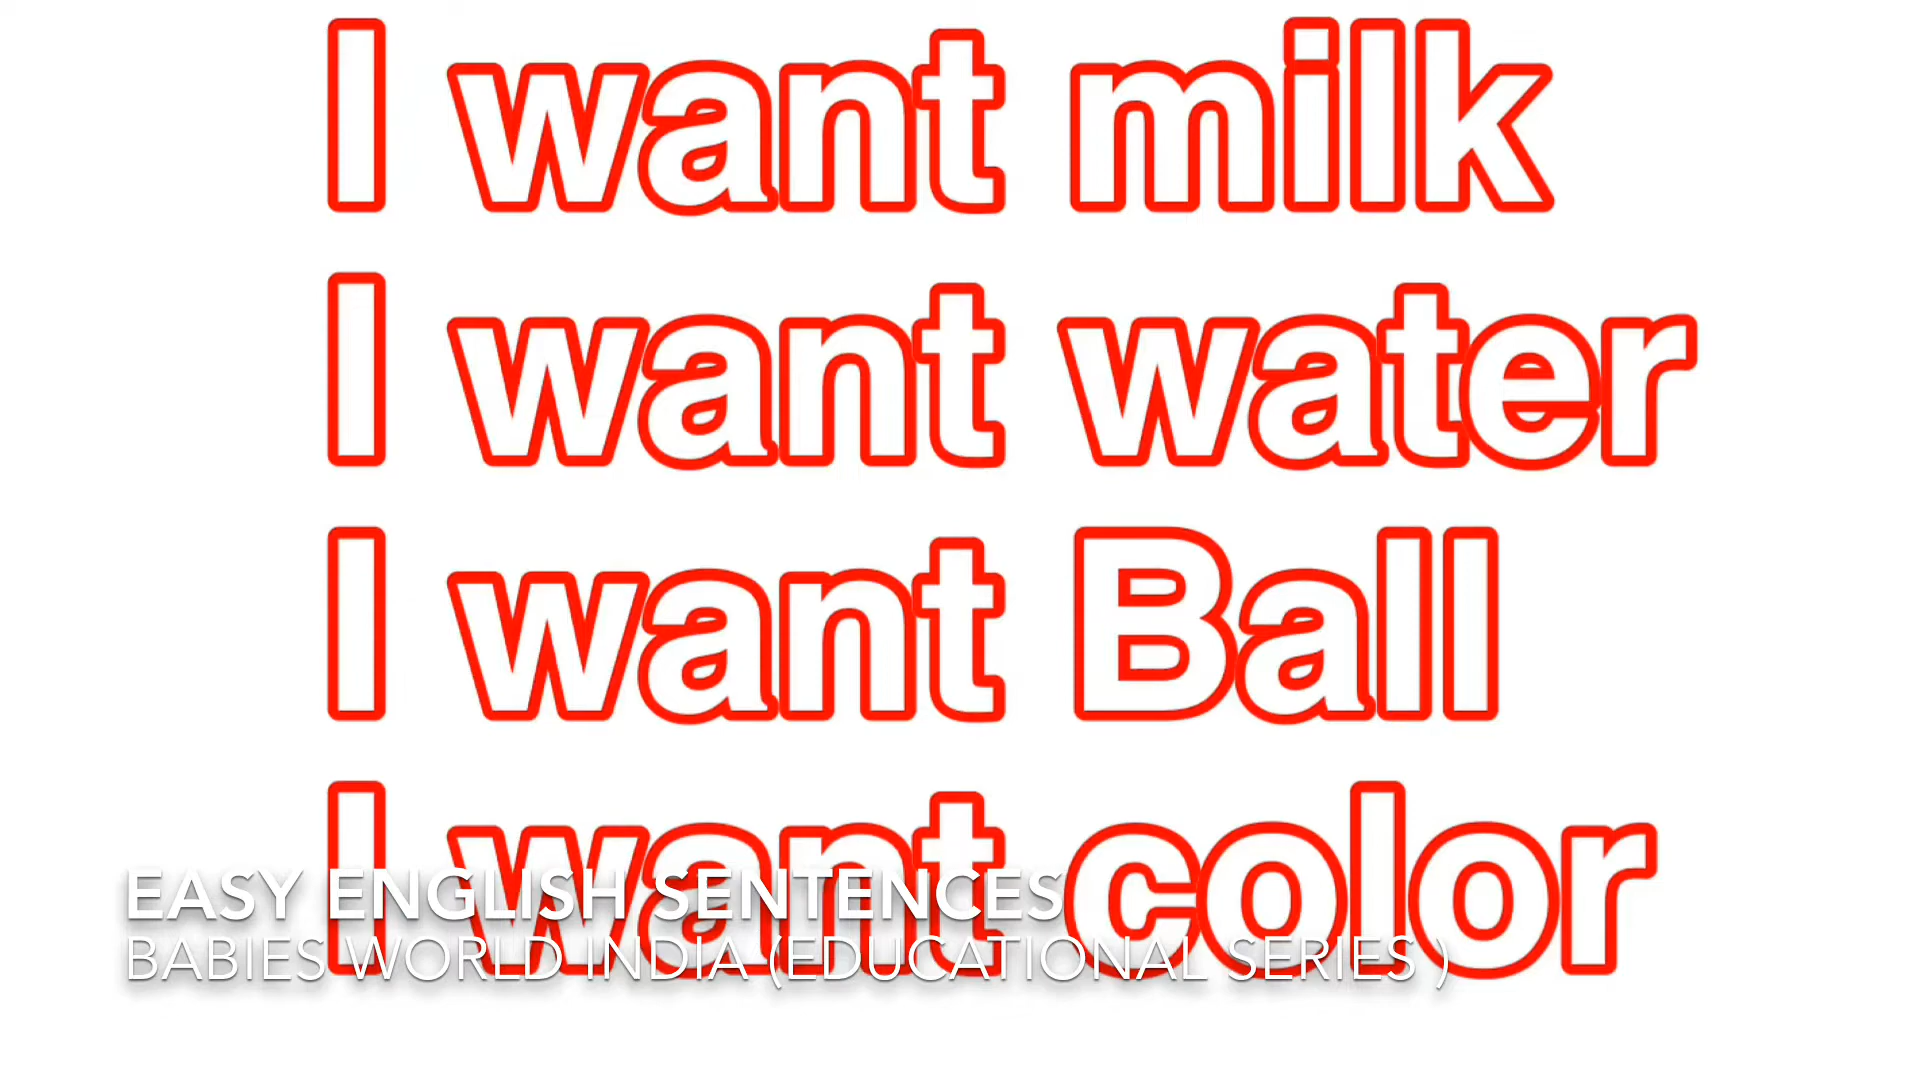 I want milk
I want water
I want Ball
I want color
EASY ENGLISH SENTENCES
BABIES WORLD INDIA (EDUCATIONAL SERIES )